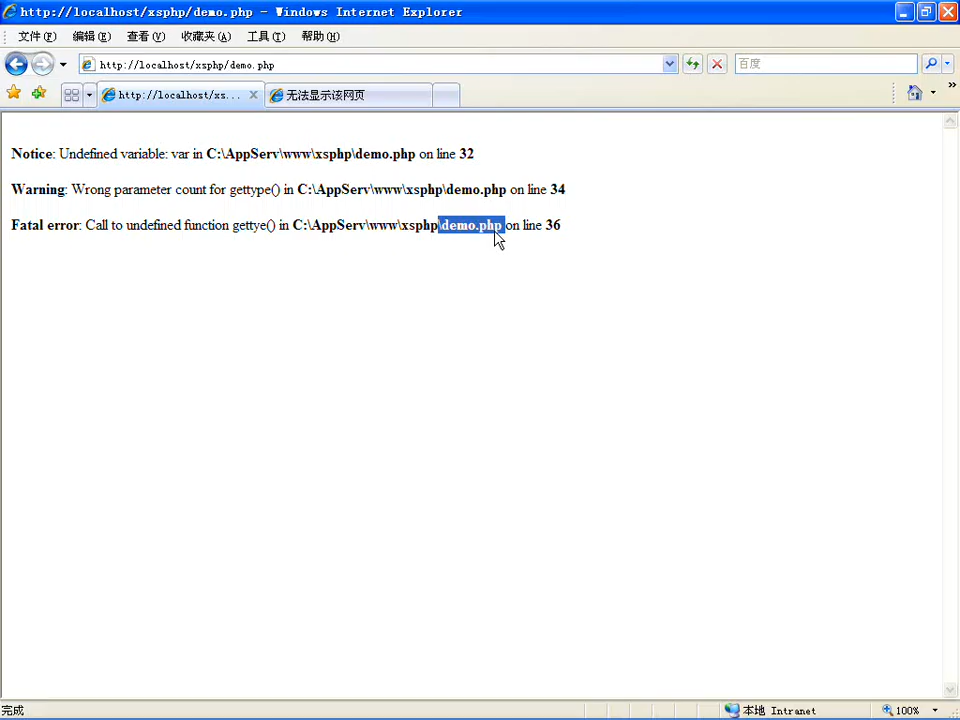 http://localhost/xsphp/demo.php - Windows Internet Explorer
文件(F) 编辑(E) 查看(V) 收藏夹(A) 工具(T) 帮助(H)
http://localhost/xsphp/demo.php 百度
http://localhost/xs... 无法显示该网页
Notice: Undefined variable: var in C:\AppServ\www\xsphp\demo.php on line 32
Warning: Wrong parameter count for gettype() in C:\AppServ\www\xsphp\demo.php on line 34
Fatal error: Call to undefined function gettye() in C:\AppServ\www\xsphp\demo.php on line 36
完成 本地 Intranet 100%